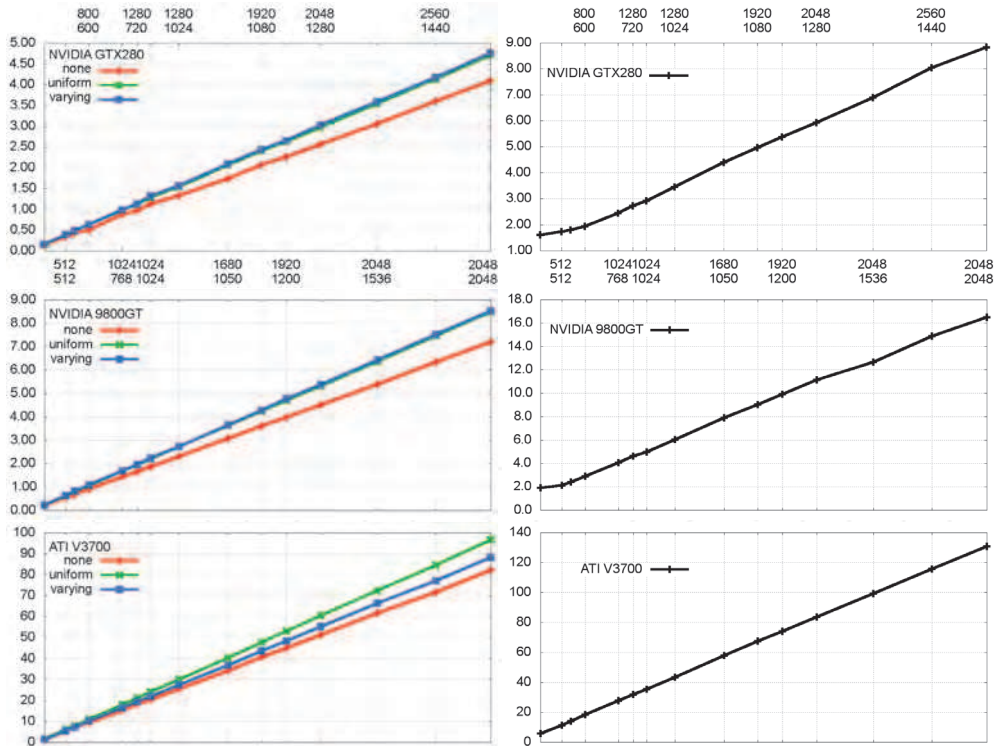 800 1280 1280 1920 2048 2560
600 720 1024 1080 1280 1440
5.00
4.50
4.00
3.50
3.00
2.50
2.00
1.50
1.00
0.50
0.00
NVIDIA GTX280
none
uniform
varying
512 1024 1024 1680 1920 2048 2048
512 768 1024 1050 1200 1536 2048
9.00
8.00
7.00
6.00
5.00
4.00
3.00
2.00
1.00
0.00
NVIDIA 9800GT
none
uniform
varying
100
90
80
70
60
50
40
30
20
10
0
ATI V3700
none
uniform
varying
800 1280 1280 1920 2048 2560
600 720 1024 1080 1280 1440
9.00
8.00
7.00
6.00
5.00
4.00
3.00
2.00
1.00
NVIDIA GTX280
512 1024 1024 1680 1920 2048 2048
512 768 1024 1050 1200 1536 2048
18.0
16.0
14.0
12.0
10.0
8.0
6.0
4.0
2.0
0.0
NVIDIA 9800GT
140
120
100
80
60
40
20
0
ATI V3700